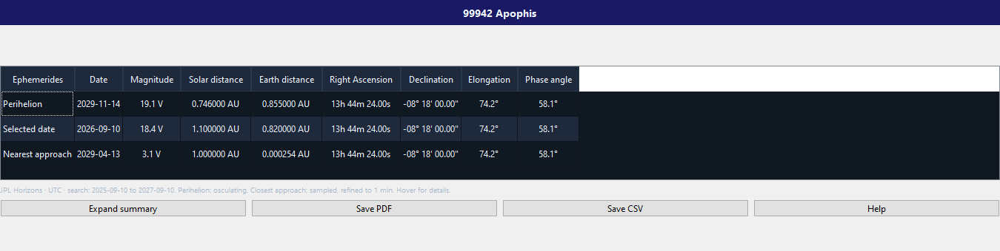 99942 Apophis
Ephemerides Date Magnitude Solar distance Earth distance Right Ascension Declination Elongation Phase angle
Perihelion 2029-11-14 19.1 V 0.746000 AU 0.855000 AU 13h 44m 24.00s -08° 18' 00.00" 74.2° 58.1°
Selected date 2026-09-10 18.4 V 1.100000 AU 0.820000 AU 13h 44m 24.00s -08° 18' 00.00" 74.2° 58.1°
Nearest approach 2029-04-13 3.1 V 1.000000 AU 0.000254 AU 13h 44m 24.00s -08° 18' 00.00" 74.2° 58.1°
JPL Horizons · UTC · search: 2025-09-10 to 2027-09-10. Perihelion: osculating. Closest approach: sampled, refined to 1 min. Hover for details.
Expand summary Save PDF Save CSV Help